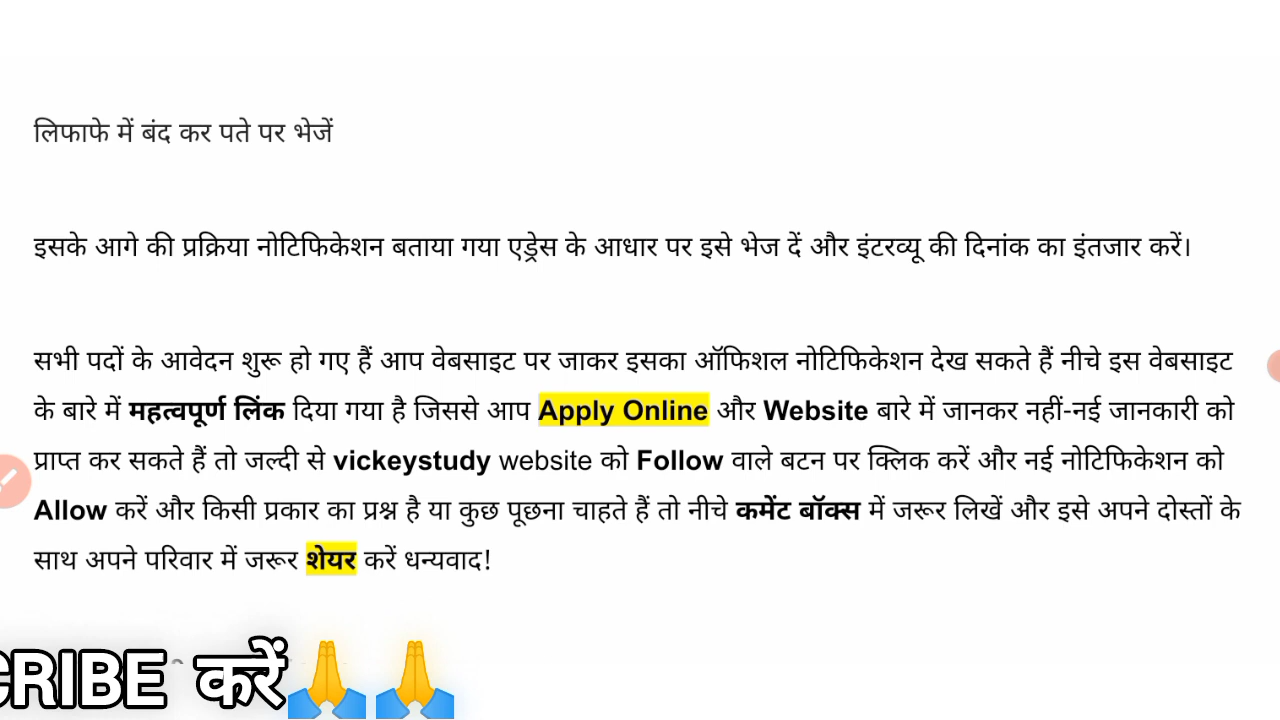 लिफाफे में बंद कर पते पर भेजें
इसके आगे की प्रक्रिया नोटिफिकेशन बताया गया एड्रेस के आधार पर इसे भेज दें और इंटरव्यू की दिनांक का इंतजार करें।
सभी पदों के आवेदन शुरू हो गए हैं आप वेबसाइट पर जाकर इसका ऑफिशल नोटिफिकेशन देख सकते हैं नीचे इस वेबसाइट
के बारे में महत्वपूर्ण लिंक दिया गया है जिससे आप Apply Online और Website बारे में जानकर नहीं-नई जानकारी को
प्राप्त कर सकते हैं तो जल्दी से vickeystudy website को Follow वाले बटन पर क्लिक करें और नई नोटिफिकेशन को
Allow करें और किसी प्रकार का प्रश्न है या कुछ पूछना चाहते हैं तो नीचे कमेंट बॉक्स में जरूर लिखें और इसे अपने दोस्तों के
साथ अपने परिवार में जरूर शेयर करें धन्यवाद!
CRIBE करें🙏🙏